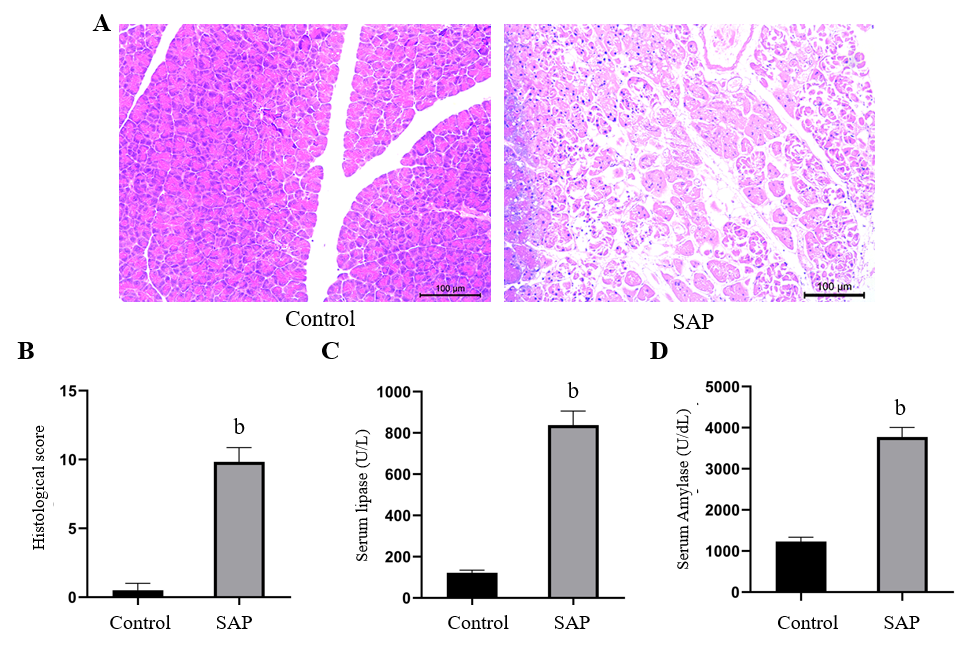 A
100 µm
100 µm
Control
SAP
B
C
D
15
10
5
0
Histological score
b
Control
SAP
1000
800
600
400
200
0
Serum lipase (U/L)
b
Control
SAP
5000
4000
3000
2000
1000
0
Serum Amylase (U/dL)
b
Control
SAP